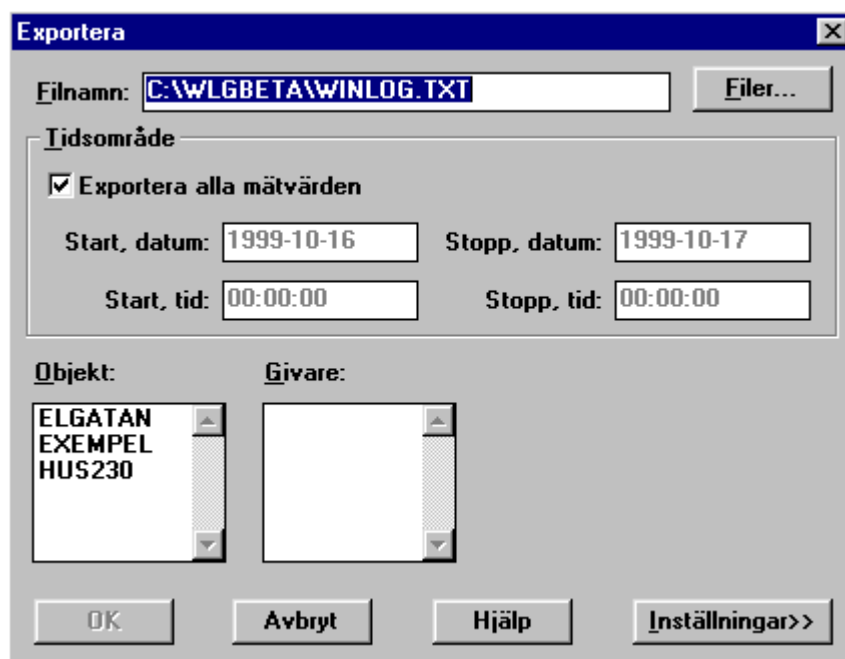 Exportera
Filnamn: C:\WLGBETA\WINLOG.TXT Filer...
Tidsområde
Exportera alla mätvärden
Start, datum: 1999-10-16 Stopp, datum: 1999-10-17
Start, tid: 00:00:00 Stopp, tid: 00:00:00
Objekt: Givare:
ELGATAN
EXEMPEL
HUS230
OK Avbryt Hjälp Inställningar>>